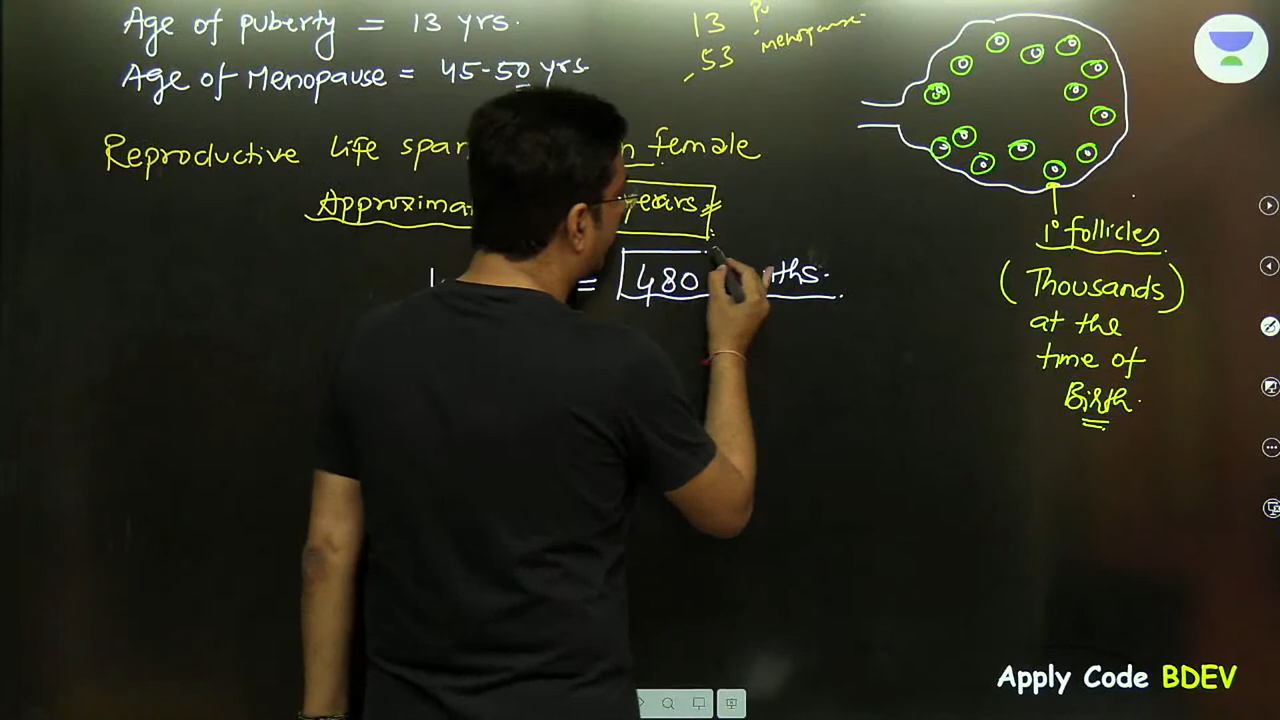 Age of puberty = 13 yrs.
Age of Menopause = 45-50 yrs
13
53 menopause
Reproductive life female
years
= 480
1° follicles
(Thousands)
at the
time of
Birth.
Apply Code BDEV